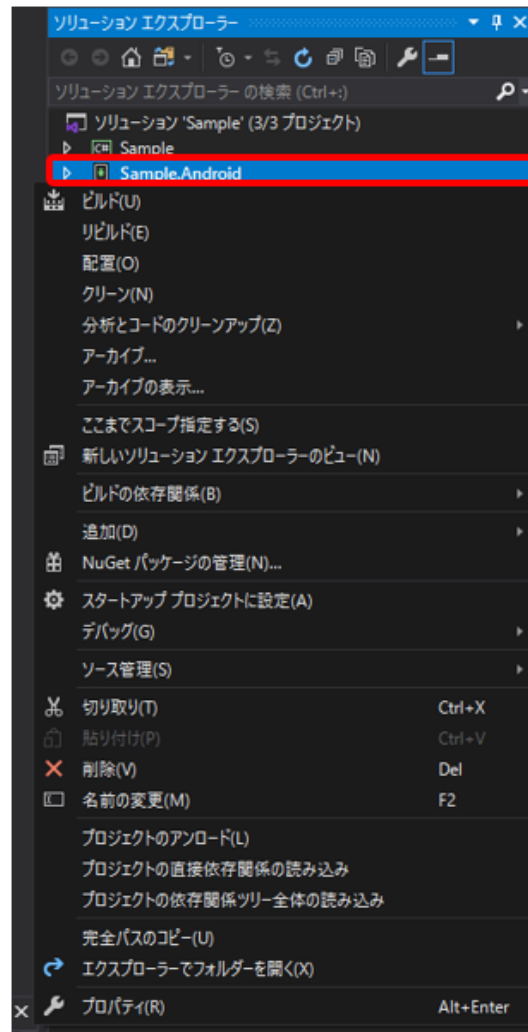 ソリューション エクスプローラー
ソリューション エクスプローラー の検索 (Ctrl+:)
ソリューション 'Sample' (3/3 プロジェクト)
C# Sample
Sample.Android
ビルド(U)
リビルド(E)
配置(O)
クリーン(N)
分析とコードのクリーンアップ(Z)
アーカイブ...
アーカイブの表示...
ここまでスコープ指定する(S)
新しいソリューション エクスプローラーのビュー(N)
ビルドの依存関係(B)
追加(D)
NuGet パッケージの管理(N)...
スタートアップ プロジェクトに設定(A)
デバッグ(G)
ソース管理(S)
切り取り(T) Ctrl+X
貼り付け(P) Ctrl+V
削除(V) Del
名前の変更(M) F2
プロジェクトのアンロード(L)
プロジェクトの直接依存関係の読み込み
プロジェクトの依存関係ツリー全体の読み込み
完全パスのコピー(U)
エクスプローラーでフォルダーを開く(X)
プロパティ(R) Alt+Enter